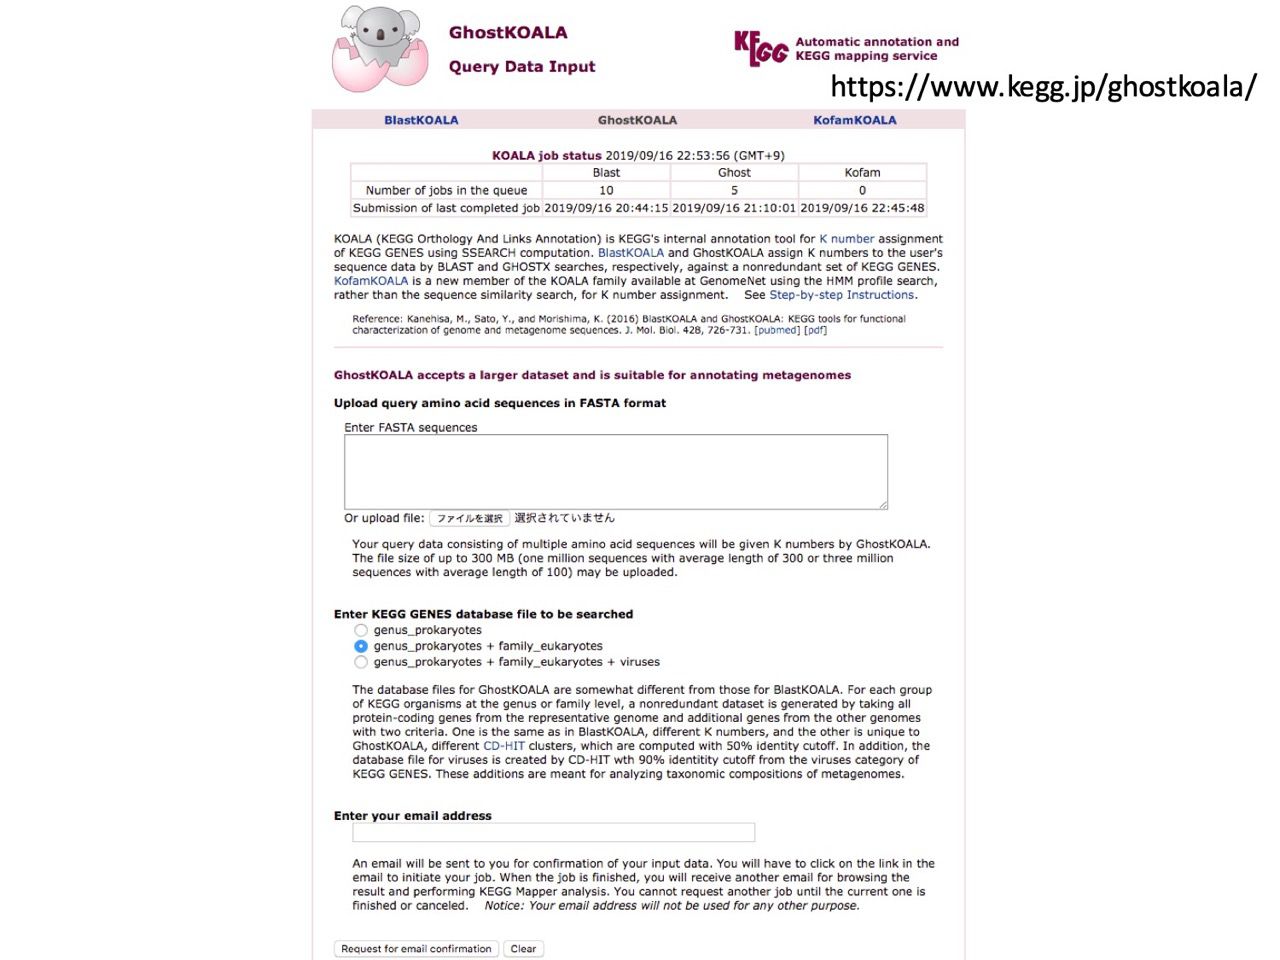 GhostKOALA
Query Data Input
KEGG
Automatic annotation and
KEGG mapping service
https://www.kegg.jp/ghostkoala/
BlastKOALA GhostKOALA KofamKOALA
KOALA job status 2019/09/16 22:53:56 (GMT+9)
Blast Ghost Kofam
Number of jobs in the queue 10 5 0
Submission of last completed job 2019/09/16 20:44:15 2019/09/16 21:10:01 2019/09/16 22:45:48
KOALA (KEGG Orthology And Links Annotation) is KEGG's internal annotation tool for K number assignment
of KEGG GENES using SSEARCH computation. BlastKOALA and GhostKOALA assign K numbers to the user's
sequence data by BLAST and GHOSTX searches, respectively, against a nonredundant set of KEGG GENES.
KofamKOALA is a new member of the KOALA family available at GenomeNet using the HMM profile search,
rather than the sequence similarity search, for K number assignment. See Step-by-step Instructions.
Reference: Kanehisa, M., Sato, Y., and Morishima, K. (2016) BlastKOALA and GhostKOALA: KEGG tools for functional
characterization of genome and metagenome sequences. J. Mol. Biol. 428, 726-731. [pubmed] [pdf]
GhostKOALA accepts a larger dataset and is suitable for annotating metagenomes
Upload query amino acid sequences in FASTA format
Enter FASTA sequences
Or upload file: ファイルを選択 選択されていません
Your query data consisting of multiple amino acid sequences will be given K numbers by GhostKOALA.
The file size of up to 300 MB (one million sequences with average length of 300 or three million
sequences with average length of 100) may be uploaded.
Enter KEGG GENES database file to be searched
genus_prokaryotes
genus_prokaryotes + family_eukaryotes
genus_prokaryotes + family_eukaryotes + viruses
The database files for GhostKOALA are somewhat different from those for BlastKOALA. For each group
of KEGG organisms at the genus or family level, a nonredundant dataset is generated by taking all
protein-coding genes from the representative genome and additional genes from the other genomes
with two criteria. One is the same as in BlastKOALA, different K numbers, and the other is unique to
GhostKOALA, different CD-HIT clusters, which are computed with 50% identity cutoff. In addition, the
database file for viruses is created by CD-HIT wth 90% identitity cutoff from the viruses category of
KEGG GENES. These additions are meant for analyzing taxonomic compositions of metagenomes.
Enter your email address
An email will be sent to you for confirmation of your input data. You will have to click on the link in the
email to initiate your job. When the job is finished, you will receive another email for browsing the
result and performing KEGG Mapper analysis. You cannot request another job until the current one is
finished or canceled. Notice: Your email address will not be used for any other purpose.
Request for email confirmation Clear